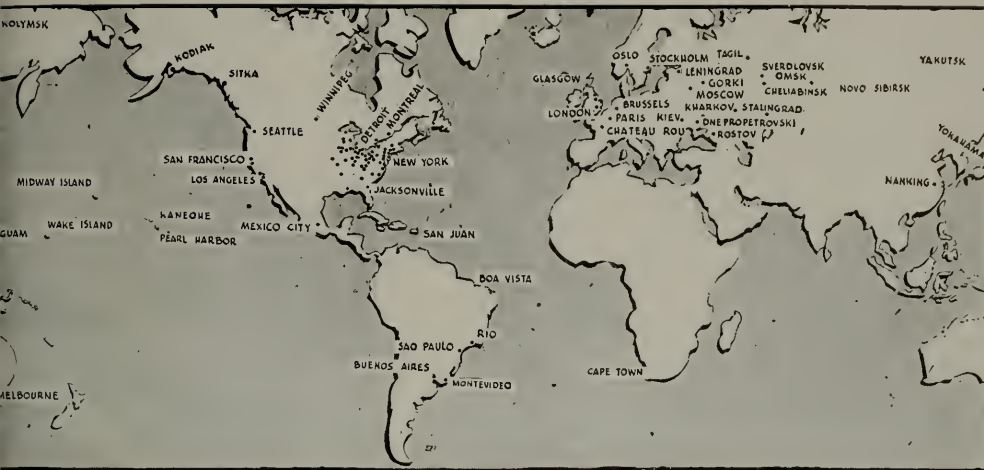 KOLYMSK
KODIAK
SITKA
WINNIPEG
DETROIT
MONTREAL
SEATTLE
SAN FRANCISCO
LOS ANGELES
NEW YORK
JACKSONVILLE
MIDWAY ISLAND
WAKE ISLAND
GUAM
KANEOHE
PEARL HARBOR
MEXICO CITY
SAN JUAN
BOA VISTA
RIO
SAO PAULO
BUENOS AIRES
MONTEVIDEO
MELBOURNE
GLASGOW
LONDON
OSLO
STOCKHOLM
TAGIL
LENINGRAD
GORKI
MOSCOW
SVERDLOVSK
OMSK
CHELIABINSK
NOVO SIBIRSK
YAKUTSK
BRUSSELS
PARIS
KIEV
KHARKOV
STALINGRAD
DNEPROPETROVSKI
CHATEAU ROU
ROSTOV
YOKAHAMA
NANKING
CAPE TOWN